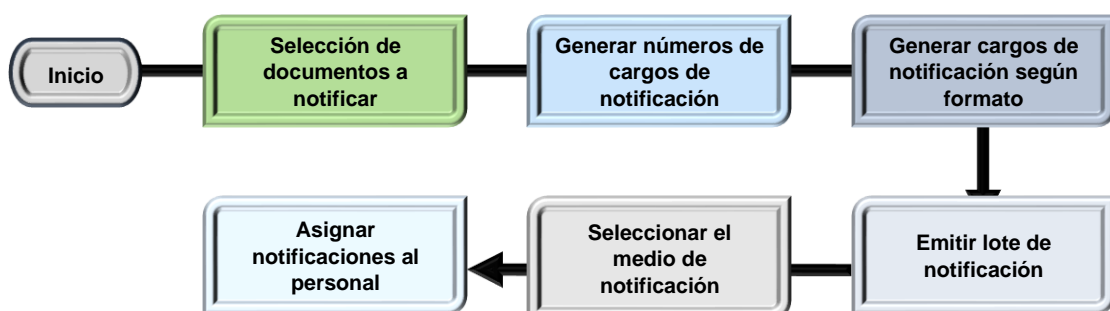 Inicio
Selección de
documentos a
notificar
Generar números de
cargos de
notificación
Generar cargos de
notificación según
formato
Emitir lote de
notificación
Seleccionar el
medio de
notificación
Asignar
notificaciones al
personal